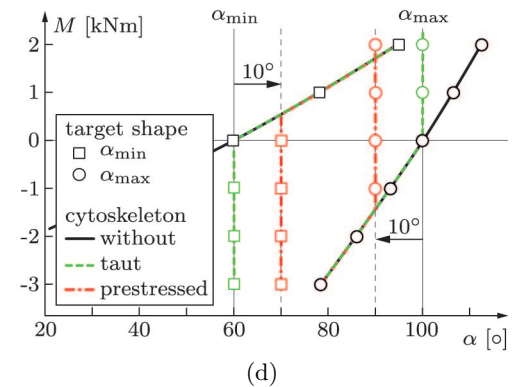 M [kNm]
α_min
α_max
10°
2
1
0
-1
-2
-3
target shape
α_min
α_max
cytoskeleton
without
taut
prestressed
10°
20 40 60 80 100 α [∘]
(d)